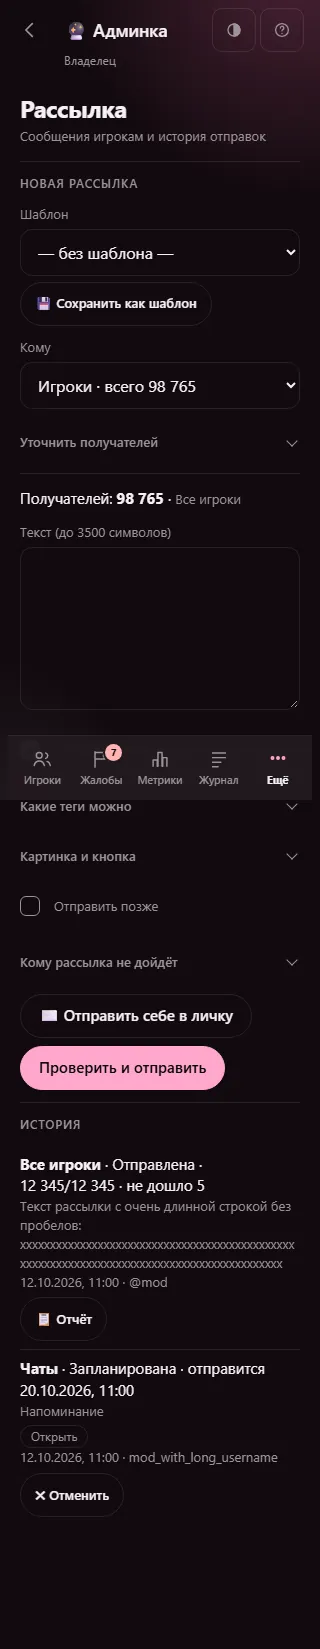 Админка
Владелец
Рассылка
Сообщения игрокам и история отправок
НОВАЯ РАССЫЛКА
Шаблон
— без шаблона —
Сохранить как шаблон
Кому
Игроки · всего 98 765
Уточнить получателей
Получателей: 98 765 · Все игроки
Текст (до 3500 символов)
7
Игроки Жалобы Метрики Журнал Ещё
Какие теги можно
Картинка и кнопка
Отправить позже
Кому рассылка не дойдёт
Отправить себе в личку
Проверить и отправить
ИСТОРИЯ
Все игроки · Отправлена ·
12 345/12 345 · не дошло 5
Текст рассылки с очень длинной строкой без
пробелов:
xxxxxxxxxxxxxxxxxxxxxxxxxxxxxxxxxxxxxxxxxxxxxx
xxxxxxxxxxxxxxxxxxxxxxxxxxxxxxxxxxxxxxxxxxxx
12.10.2026, 11:00 · @mod
Отчёт
Чаты · Запланирована · отправится
20.10.2026, 11:00
Напоминание
Открыть
12.10.2026, 11:00 · mod_with_long_username
✕ Отменить